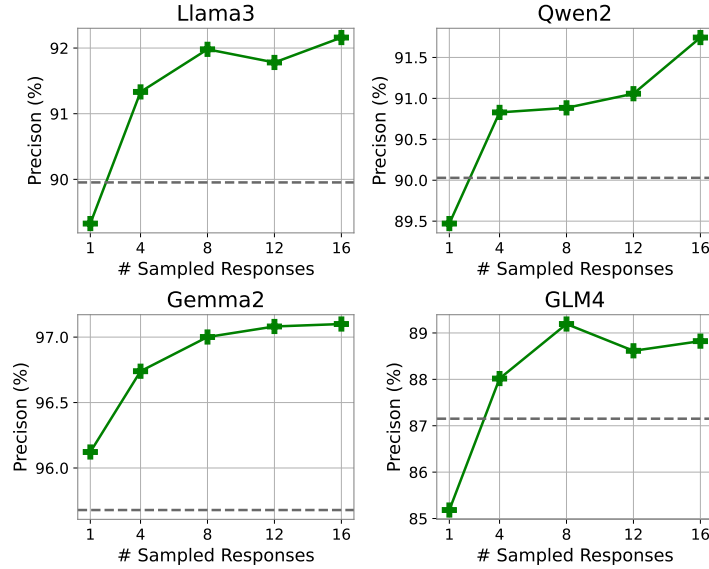 Llama3
Precison (%)
92
91
90
1 4 8 12 16
# Sampled Responses
Qwen2
Precison (%)
91.5
91.0
90.5
90.0
89.5
1 4 8 12 16
# Sampled Responses
Gemma2
Precison (%)
97.0
96.5
96.0
1 4 8 12 16
# Sampled Responses
GLM4
Precison (%)
89
88
87
86
85
1 4 8 12 16
# Sampled Responses